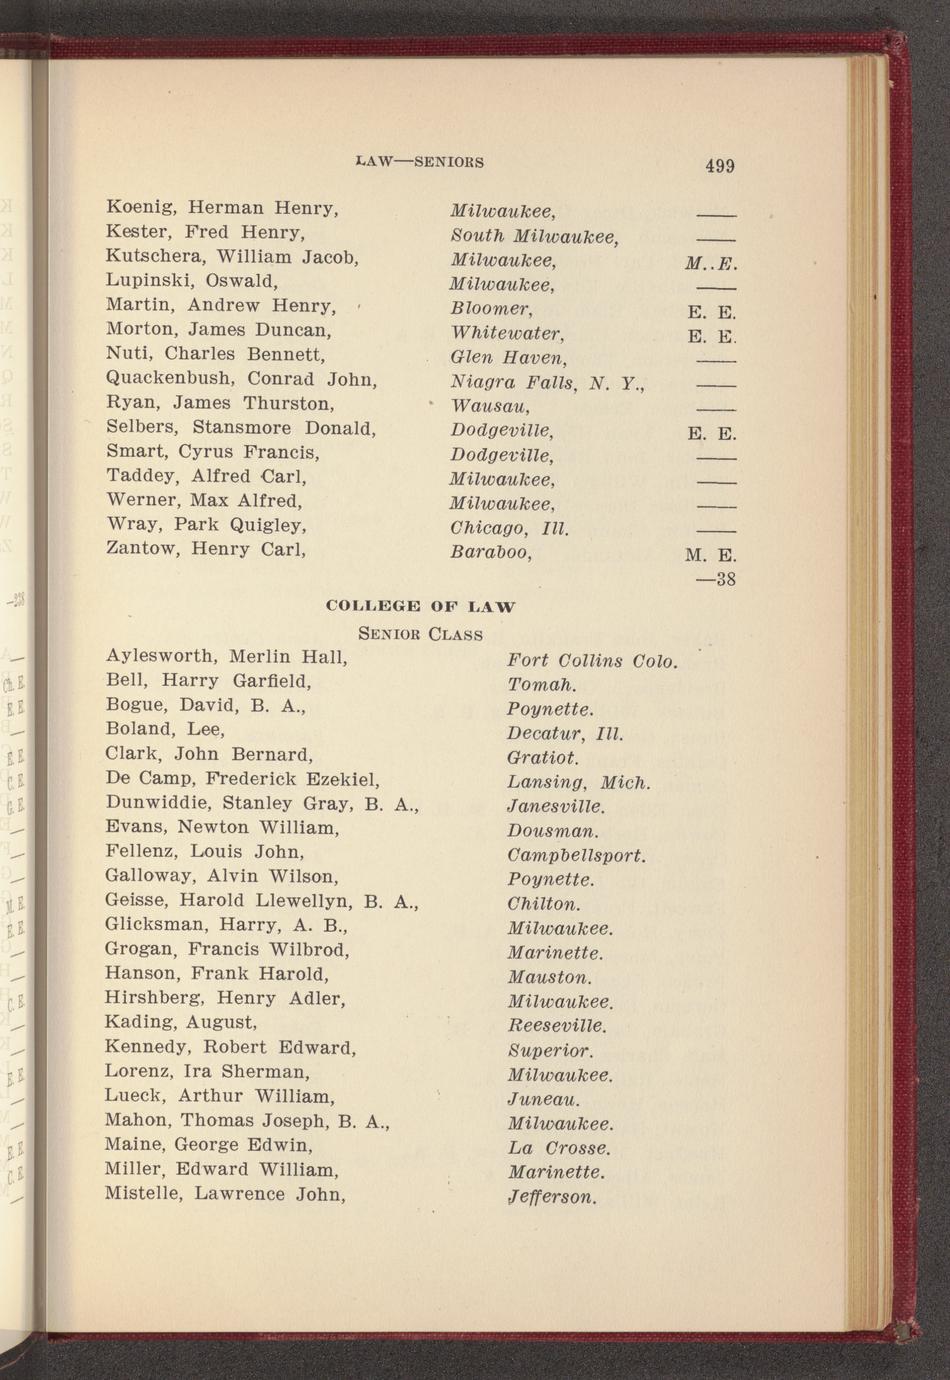 LAW—SENIORS 499
Koenig, Herman Henry, Milwaukee, ——
Kester, Fred Henry, South Milwaukee, ——
Kutschera, William Jacob, Milwaukee, M..E.
Lupinski, Oswald, Milwaukee, ——
Martin, Andrew Henry, Bloomer, E. E.
Morton, James Duncan, Whitewater, E. E.
Nuti, Charles Bennett, Glen Haven, ——
Quackenbush, Conrad John, Niagra Falls, N. Y., ——
Ryan, James Thurston, Wausau, ——
Selbers, Stansmore Donald, Dodgeville, E. E.
Smart, Cyrus Francis, Dodgeville, ——
Taddey, Alfred Carl, Milwaukee, ——
Werner, Max Alfred, Milwaukee, ——
Wray, Park Quigley, Chicago, Ill. ——
Zantow, Henry Carl, Baraboo, M. E.
—38
COLLEGE OF LAW
SENIOR CLASS
Aylesworth, Merlin Hall, Fort Collins Colo.
Bell, Harry Garfield, Tomah.
Bogue, David, B. A., Poynette.
Boland, Lee, Decatur, Ill.
Clark, John Bernard, Gratiot.
De Camp, Frederick Ezekiel, Lansing, Mich.
Dunwiddie, Stanley Gray, B. A., Janesville.
Evans, Newton William, Dousman.
Fellenz, Louis John, Campbellsport.
Galloway, Alvin Wilson, Poynette.
Geisse, Harold Llewellyn, B. A., Chilton.
Glicksman, Harry, A. B., Milwaukee.
Grogan, Francis Wilbrod, Marinette.
Hanson, Frank Harold, Mauston.
Hirshberg, Henry Adler, Milwaukee.
Kading, August, Reeseville.
Kennedy, Robert Edward, Superior.
Lorenz, Ira Sherman, Milwaukee.
Lueck, Arthur William, Juneau.
Mahon, Thomas Joseph, B. A., Milwaukee.
Maine, George Edwin, La Crosse.
Miller, Edward William, Marinette.
Mistelle, Lawrence John, Jefferson.